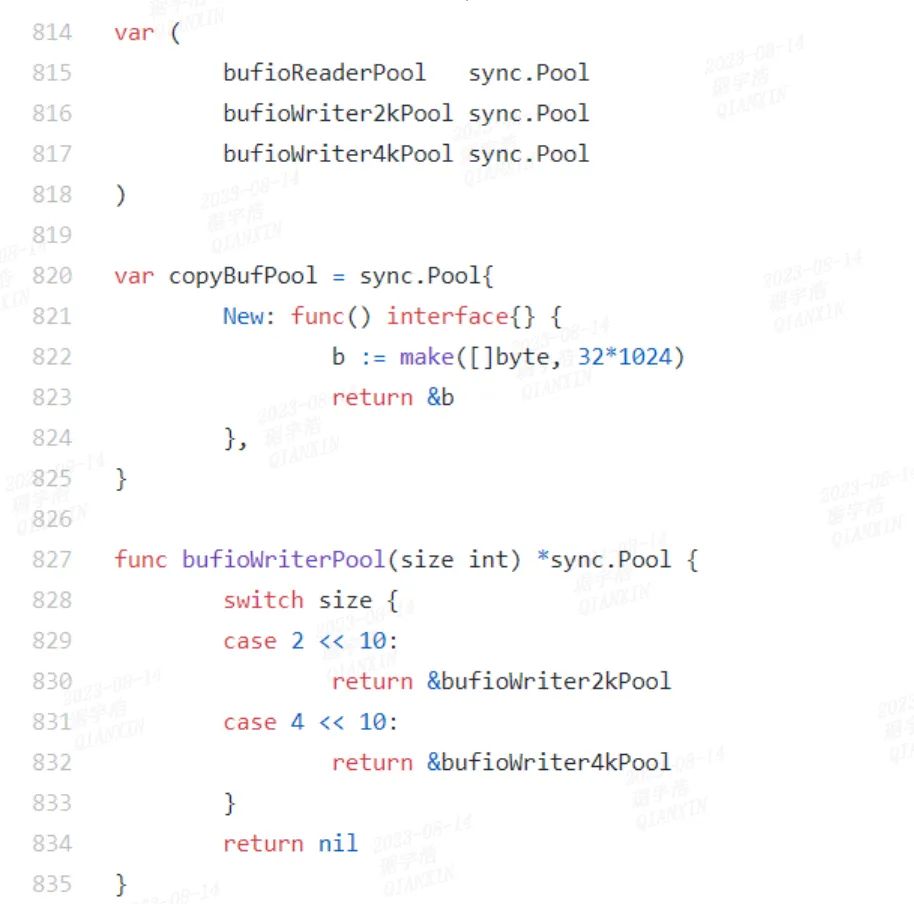 814 var (
815 bufioReaderPool sync.Pool
816 bufioWriter2kPool sync.Pool
817 bufioWriter4kPool sync.Pool
818 )
819
820 var copyBufPool = sync.Pool{
821 New: func() interface{} {
822 b := make([]byte, 32*1024)
823 return &b
824 },
825 }
826
827 func bufioWriterPool(size int) *sync.Pool {
828 switch size {
829 case 2 << 10:
830 return &bufioWriter2kPool
831 case 4 << 10:
832 return &bufioWriter4kPool
833 }
834 return nil
835 }
2023-08-14
QIANXIN